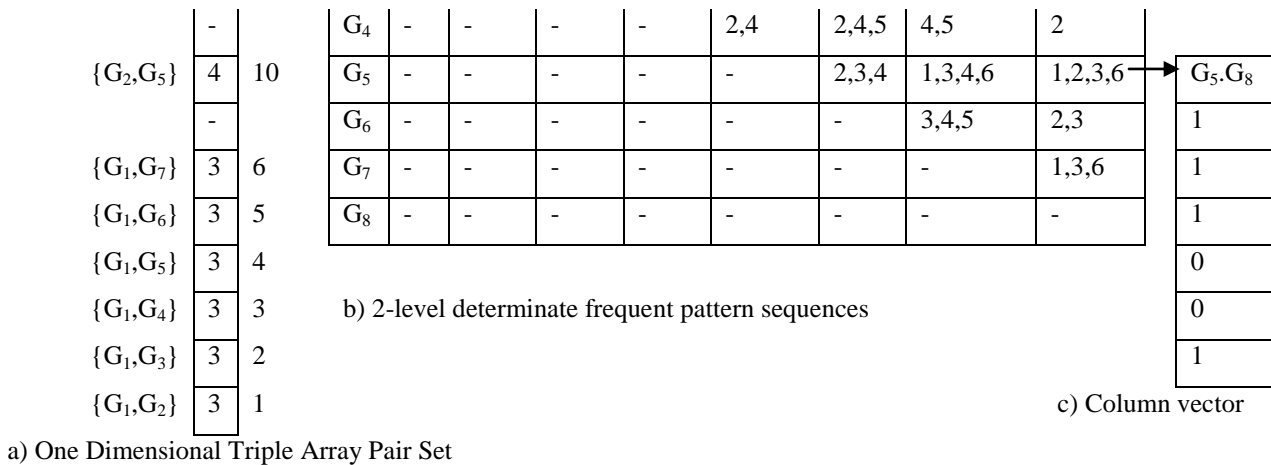 - G₄ - - - - 2,4 2,4,5 4,5 2
{G₂,G₅} 4 10 G₅ - - - - - 2,3,4 1,3,4,6 1,2,3,6 G₅.G₈
- G₆ - - - - - - 3,4,5 2,3 1
{G₁,G₇} 3 6 G₇ - - - - - - - 1,3,6 1
{G₁,G₆} 3 5 G₈ - - - - - - - - 1
{G₁,G₅} 3 4 0
{G₁,G₄} 3 3 b) 2-level determinate frequent pattern sequences 0
{G₁,G₃} 3 2 1
{G₁,G₂} 3 1 c) Column vector
a) One Dimensional Triple Array Pair Set